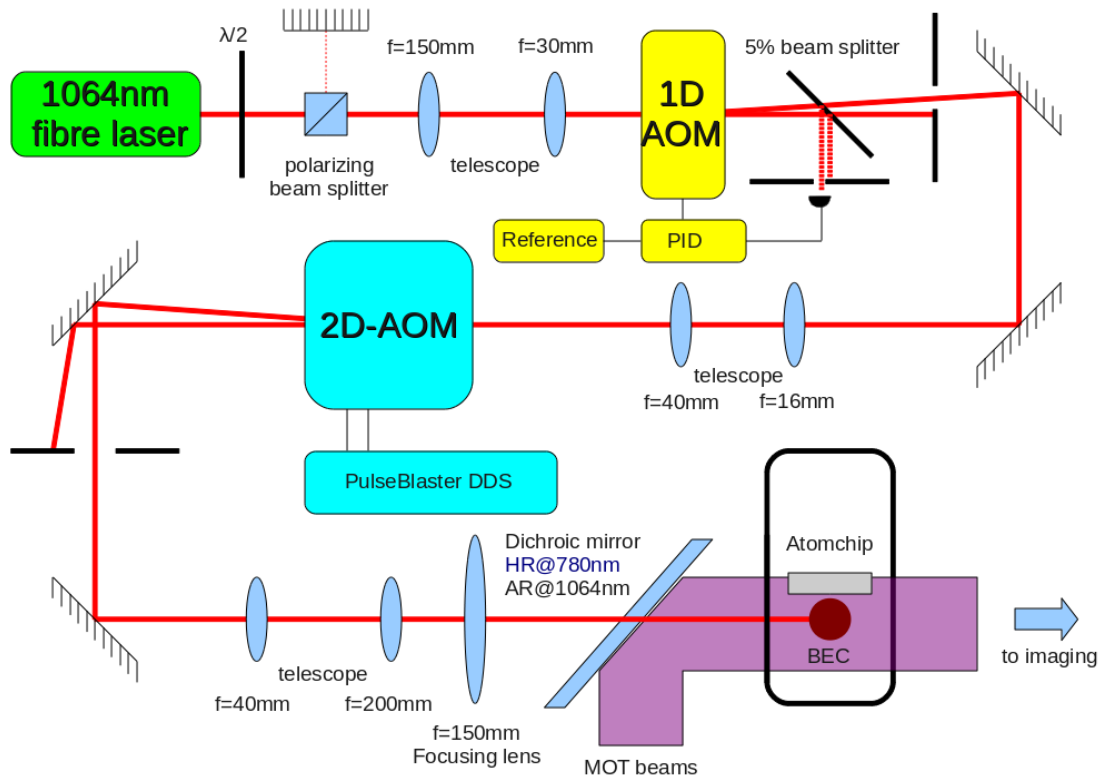 λ/2
1064nm
fibre laser
polarizing
beam splitter
f=150mm
telescope
f=30mm
1D
AOM
5% beam splitter
Reference
PID
2D-AOM
telescope
f=40mm
f=16mm
PulseBlaster DDS
Dichroic mirror
HR@780nm
AR@1064nm
Atomchip
BEC
to imaging
telescope
f=40mm
f=200mm
f=150mm
Focusing lens
MOT beams